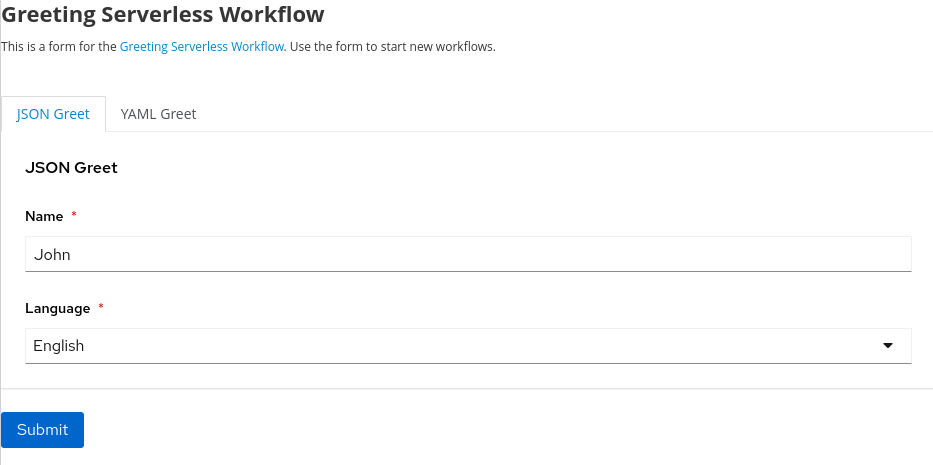 Greeting Serverless Workflow
This is a form for the Greeting Serverless Workflow. Use the form to start new workflows.
JSON Greet YAML Greet
JSON Greet
Name *
John
Language *
English
Submit